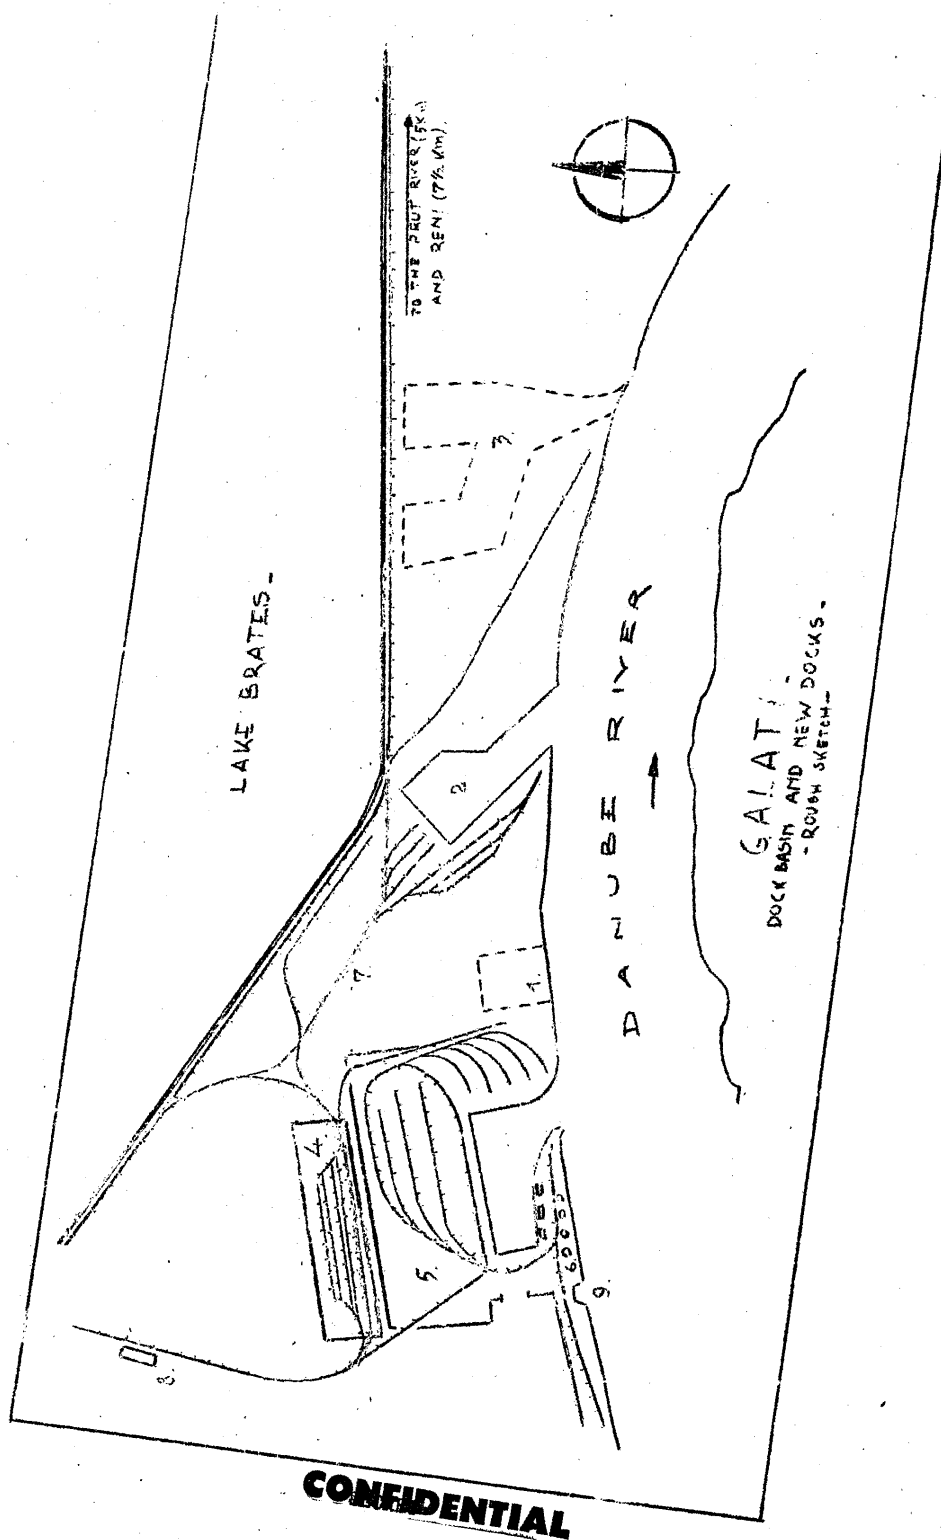 LAKE BRATES-
TO THE PRUT RIVER (5Km)
AND RENI (7½ Km)
3.
2
7.
1.
4.
5.
8.
9.
DANUBE RIVER
GALATI-
DOCK BASIN AND NEW DOCKS-
- ROUGH SKETCH-
CONFIDENTIAL